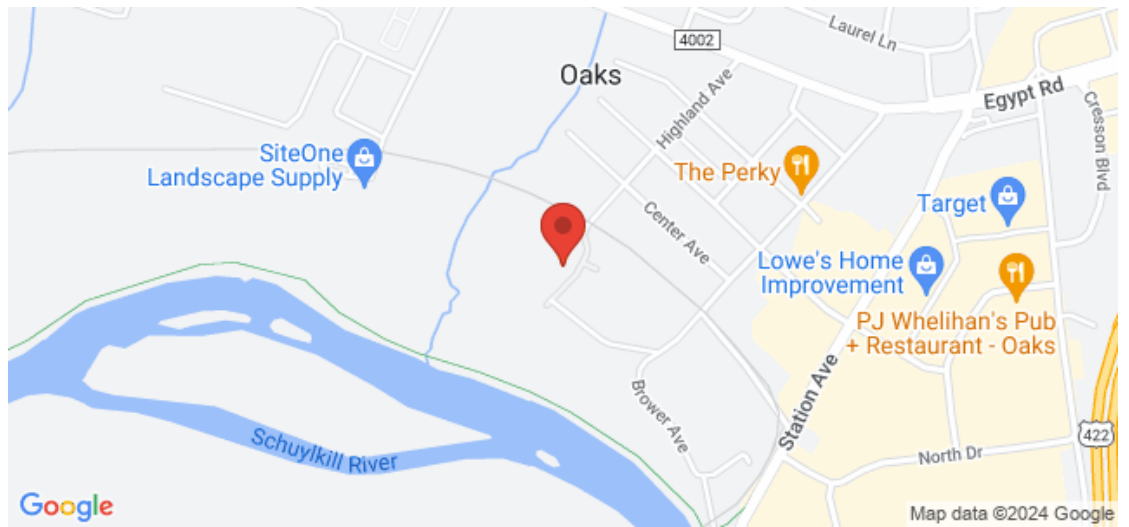 Laurel Ln
4002
Oaks
Egypt Rd
Cresson Blvd
Highland Ave
SiteOne
Landscape Supply
The Perky
Center Ave
Target
Lowe's Home
Improvement
PJ Whelihan's Pub
+ Restaurant - Oaks
Brower Ave
Station Ave
422
Schuylkill River
North Dr
Google
Map data ©2024 Google